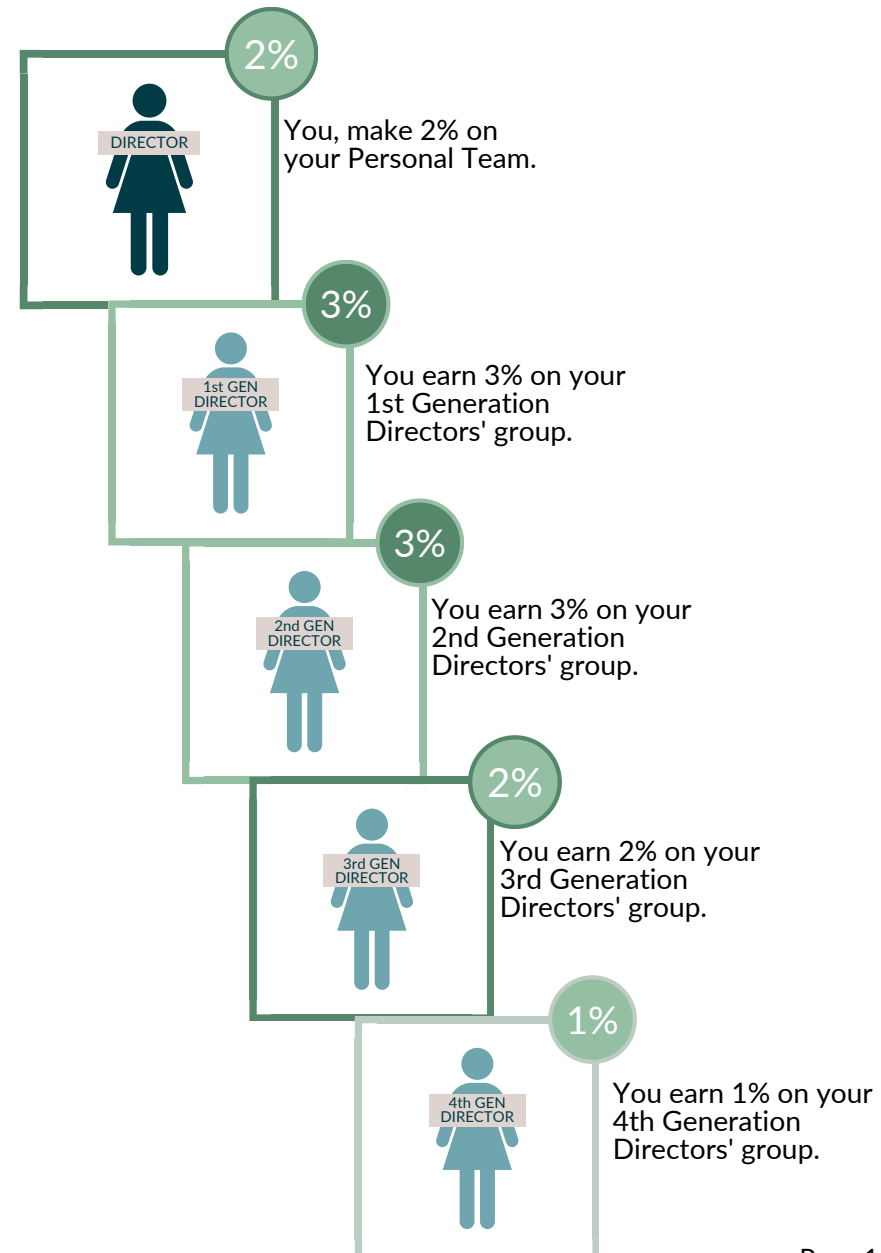 2%
DIRECTOR
You, make 2% on
your Personal Team.
3%
1st GEN
DIRECTOR
You earn 3% on your
1st Generation
Directors' group.
3%
2nd GEN
DIRECTOR
You earn 3% on your
2nd Generation
Directors' group.
2%
3rd GEN
DIRECTOR
You earn 2% on your
3rd Generation
Directors' group.
1%
4th GEN
DIRECTOR
You earn 1% on your
4th Generation
Directors' group.